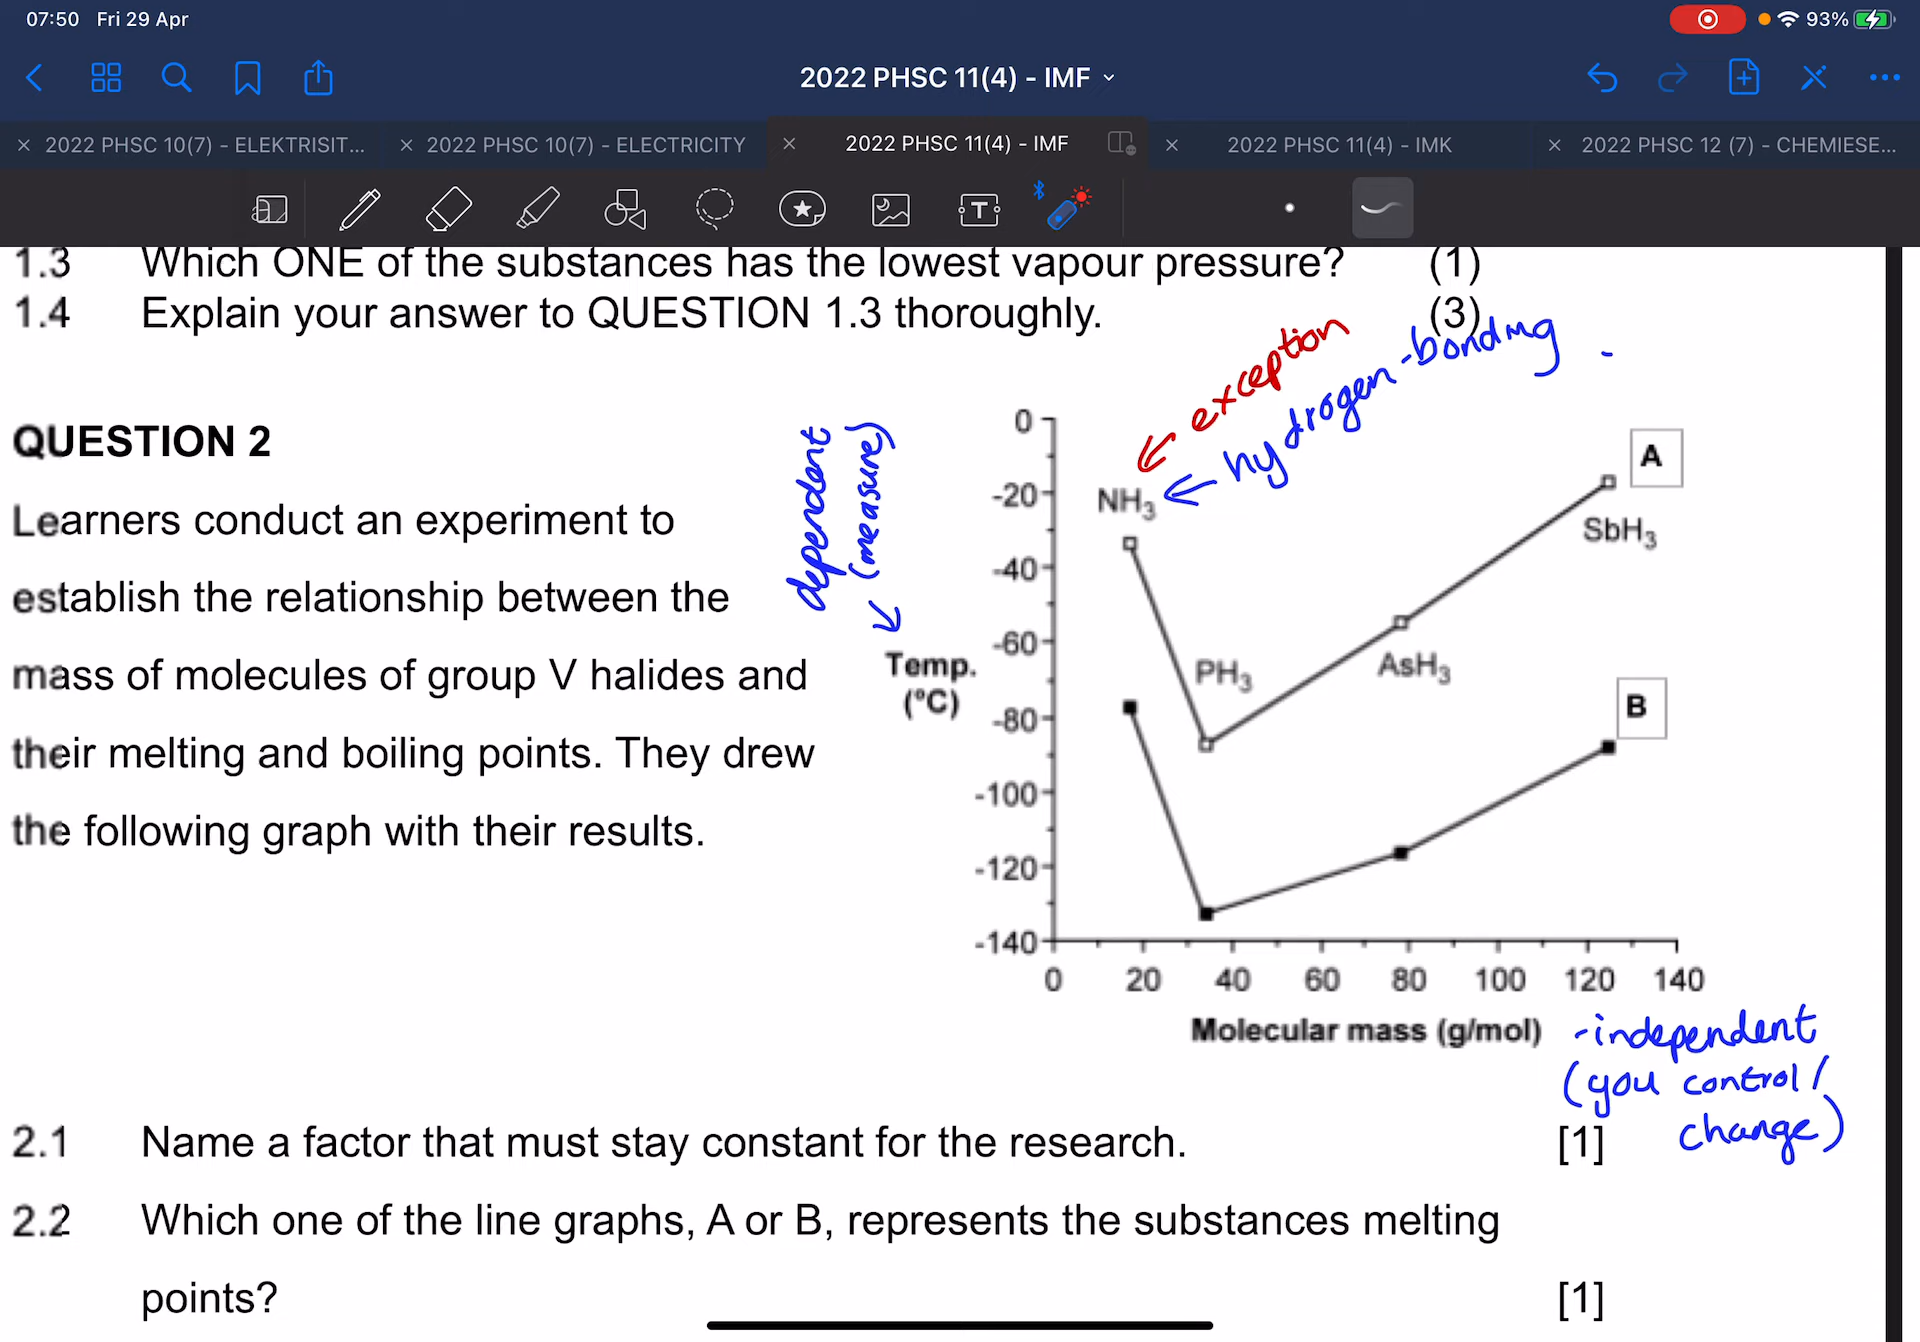 07:50 Fri 29 Apr
93%
2022 PHSC 11(4) - IMF
2022 PHSC 10(7) - ELEKTRISIT...
2022 PHSC 10(7) - ELECTRICITY
2022 PHSC 11(4) - IMF
2022 PHSC 11(4) - IMK
2022 PHSC 12 (7) - CHEMIESE...
T
1.3 Which ONE of the substances has the lowest vapour pressure? (1)
1.4 Explain your answer to QUESTION 1.3 thoroughly. (3)
exception
hydrogen-bonding
QUESTION 2
Learners conduct an experiment to
establish the relationship between the
mass of molecules of group V halides and
their melting and boiling points. They drew
the following graph with their results.
dependent
(measure)
Temp.
(°C)
0
-20
-40
-60
-80
-100
-120
-140
NH₃
PH₃
AsH₃
SbH₃
A
B
0 20 40 60 80 100 120 140
Molecular mass (g/mol)
- independent
(you control /
change)
2.1 Name a factor that must stay constant for the research. [1]
2.2 Which one of the line graphs, A or B, represents the substances melting
points? [1]